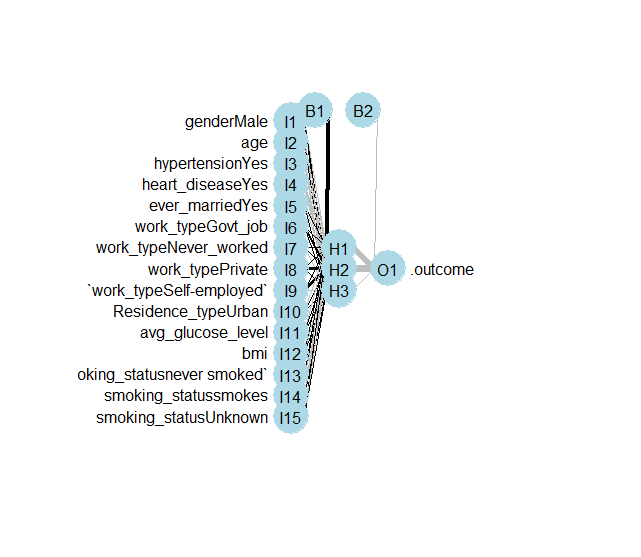 B1 B2
genderMale I1
age I2
hypertensionYes I3
heart_diseaseYes I4
ever_marriedYes I5
work_typeGovt_job I6
work_typeNever_worked I7 H1
work_typePrivate I8 H2 O1 .outcome
`work_typeSelf-employed` I9 H3
Residence_typeUrban I10
avg_glucose_level I11
bmi I12
oking_statusnever smoked` I13
smoking_statussmokes I14
smoking_statusUnknown I15